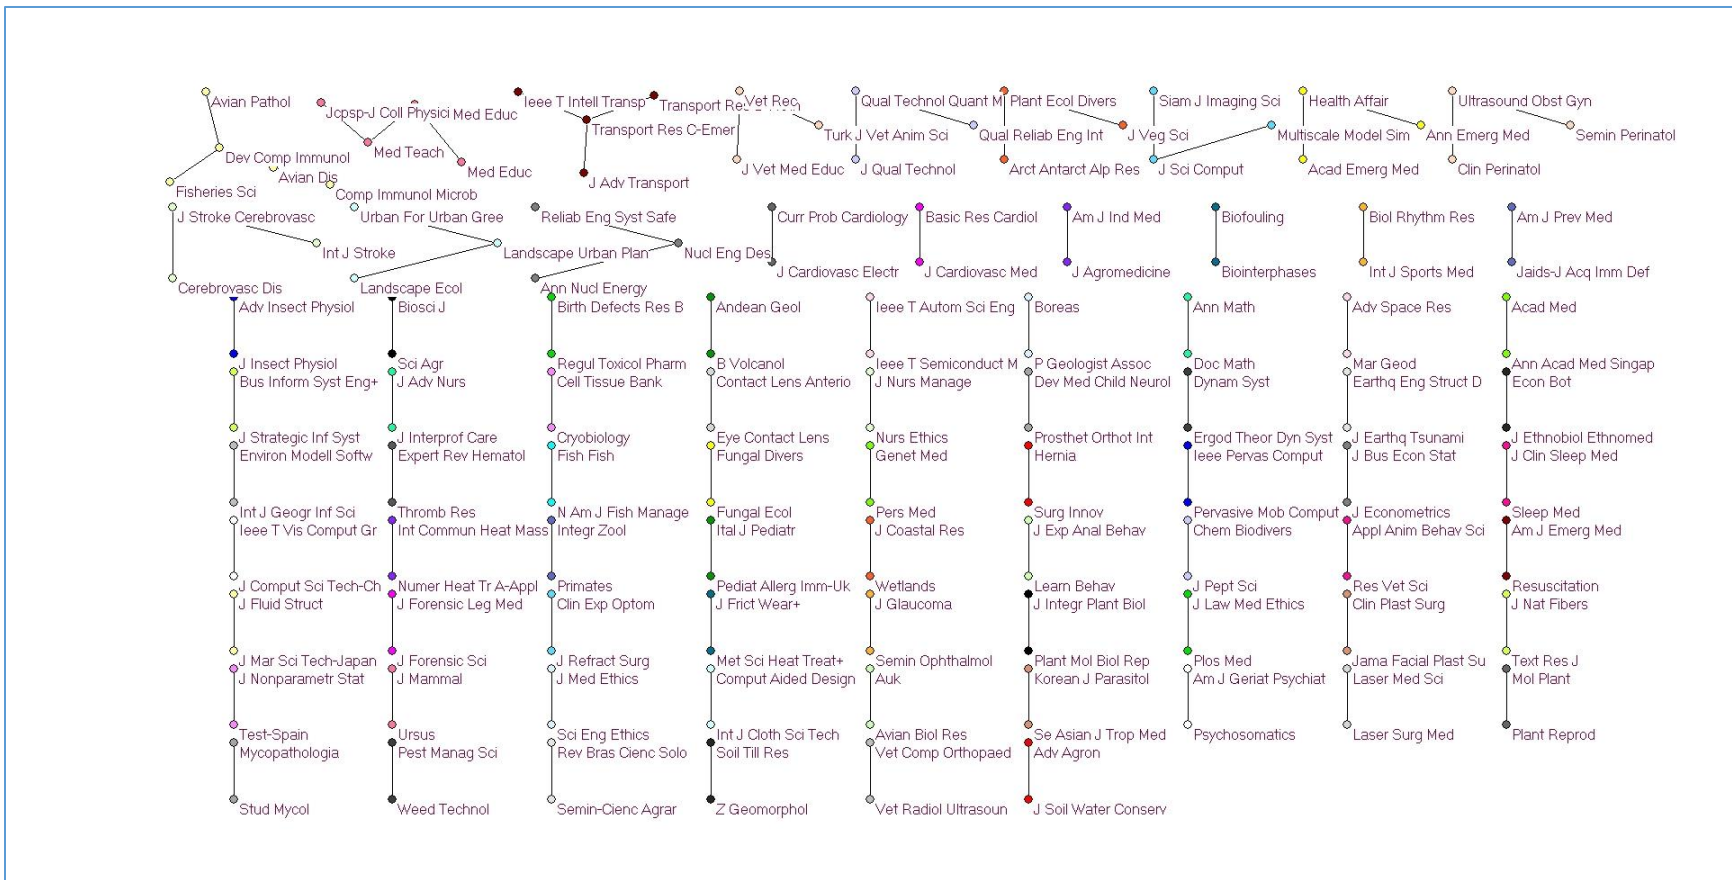 Avian Pathol
Jcpsp-J Coll Physici
Med Educ
Ieee T Intell Transp
Transport Res
Vet Rec
Qual Technol Quant M
Plant Ecol Divers
Siam J Imaging Sci
Health Affair
Ultrasound Obst Gyn
Dev Comp Immunol
Med Teach
Transport Res C-Emer
Turk J Vet Anim Sci
Qual Reliab Eng Int
J Veg Sci
Multiscale Model Sim
Ann Emerg Med
Semin Perinatol
Avian Dis
Med Educ
J Vet Med Educ
J Qual Technol
Arct Antarct Alp Res
J Sci Comput
Acad Emerg Med
Clin Perinatol
Fisheries Sci
Comp Immunol Microb
J Adv Transport
J Stroke Cerebrovasc
Urban For Urban Gree
Reliab Eng Syst Safe
Curr Prob Cardiology
Basic Res Cardiol
Am J Ind Med
Biofouling
Biol Rhythm Res
Am J Prev Med
Int J Stroke
Landscape Urban Plan
Nucl Eng Des
Cerebrovasc Dis
Landscape Ecol
Ann Nucl Energy
J Cardiovasc Electr
J Cardiovasc Med
J Agromedicine
Biointerphases
Int J Sports Med
Jaids-J Acq Imm Def
Adv Insect Physiol
Biosci J
Birth Defects Res B
Andean Geol
Ieee T Autom Sci Eng
Boreas
Ann Math
Adv Space Res
Acad Med
J Insect Physiol
Sci Agr
Regul Toxicol Pharm
B Volcanol
Ieee T Semiconduct M
P Geologist Assoc
Doc Math
Mar Geod
Ann Acad Med Singap
Bus Inform Syst Eng+
J Adv Nurs
Cell Tissue Bank
Contact Lens Anterio
J Nurs Manage
Dev Med Child Neurol
Dynam Syst
Earthq Eng Struct D
Econ Bot
J Strategic Inf Syst
J Interprof Care
Cryobiology
Eye Contact Lens
Nurs Ethics
Prosthet Orthot Int
Ergod Theor Dyn Syst
J Earthq Tsunami
J Ethnobiol Ethnomed
Environ Modell Softw
Expert Rev Hematol
Fish Fish
Fungal Divers
Genet Med
Hernia
Ieee Pervas Comput
J Bus Econ Stat
J Clin Sleep Med
Int J Geogr Inf Sci
Thromb Res
N Am J Fish Manage
Fungal Ecol
Pers Med
Surg Innov
Pervasive Mob Comput
J Econometrics
Sleep Med
Ieee T Vis Comput Gr
Int Commun Heat Mass
Integr Zool
Ital J Pediatr
J Coastal Res
J Exp Anal Behav
Chem Biodivers
Appl Anim Behav Sci
Am J Emerg Med
J Comput Sci Tech-Ch
Numer Heat Tr A-Appl
Primates
Pediat Allerg Imm-Uk
Wetlands
Learn Behav
J Pept Sci
Res Vet Sci
Resuscitation
J Fluid Struct
J Forensic Leg Med
Clin Exp Optom
J Frict Wear+
J Glaucoma
J Integr Plant Biol
J Law Med Ethics
Clin Plast Surg
J Nat Fibers
J Mar Sci Tech-Japan
J Forensic Sci
J Refract Surg
Met Sci Heat Treat+
Semin Ophthalmol
Plant Mol Biol Rep
Plos Med
Jama Facial Plast Su
Text Res J
J Nonparametr Stat
J Mammal
J Med Ethics
Comput Aided Design
Auk
Korean J Parasitol
Am J Geriat Psychiat
Laser Med Sci
Mol Plant
Test-Spain
Ursus
Sci Eng Ethics
Int J Cloth Sci Tech
Avian Biol Res
Se Asian J Trop Med
Psychosomatics
Laser Surg Med
Plant Reprod
Mycopathologia
Pest Manag Sci
Rev Bras Cienc Solo
Soil Till Res
Vet Comp Orthopaed
Adv Agron
Stud Mycol
Weed Technol
Semin-Cienc Agrar
Z Geomorphol
Vet Radiol Ultrasoun
J Soil Water Conserv